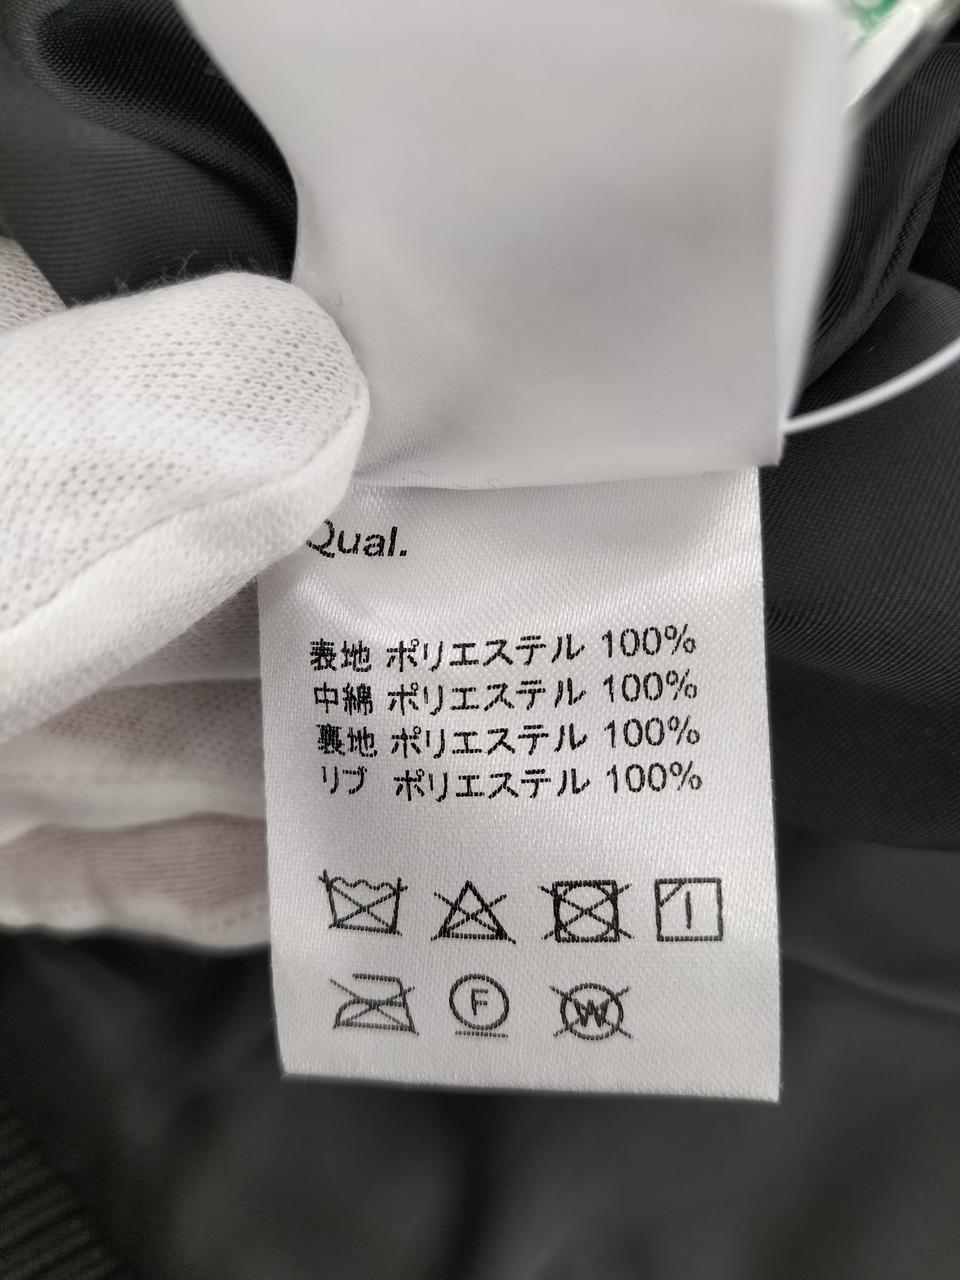 Qual.
表地 ポリエステル 100%
中綿 ポリエステル 100%
裏地 ポリエステル 100%
リブ ポリエステル 100%
F
W